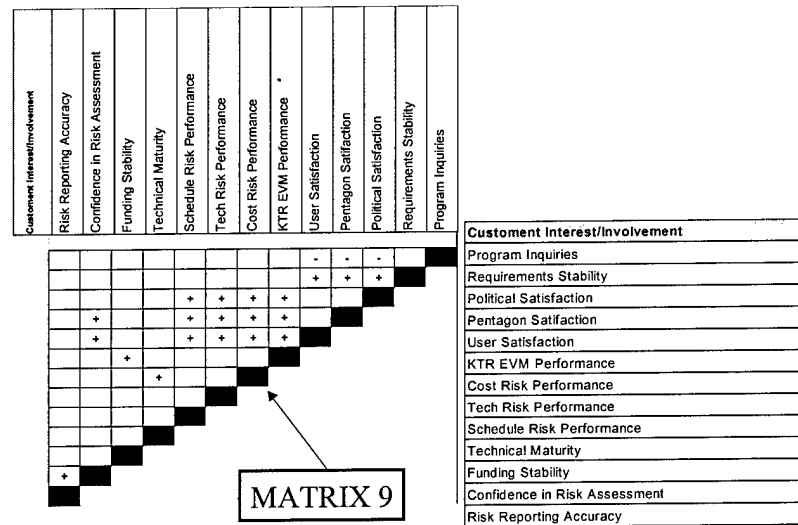 Customent Interest/Involvement
Risk Reporting Accuracy
Confidence in Risk Assessment
Funding Stability
Technical Maturity
Schedule Risk Performance
Tech Risk Performance
Cost Risk Performance
KTR EVM Performance
User Satisfaction
Pentagon Satifaction
Political Satisfaction
Requirements Stability
Program Inquiries
Customent Interest/Involvement
- - - Program Inquiries
+ + + Requirements Stability
+ + + + Political Satisfaction
+ + + + + Pentagon Satifaction
+ + + + + User Satisfaction
+ KTR EVM Performance
+ Cost Risk Performance
Tech Risk Performance
Schedule Risk Performance
Technical Maturity
Funding Stability
+ Confidence in Risk Assessment
Risk Reporting Accuracy
MATRIX 9